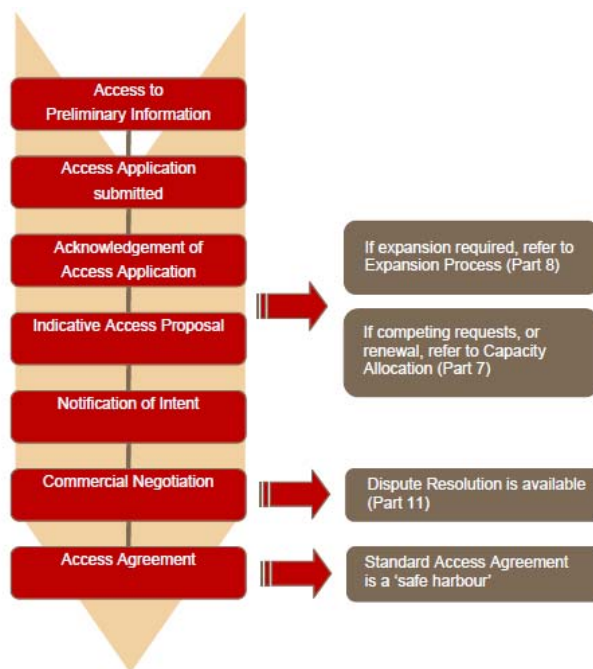 Access to
Preliminary Information
Access Application
submitted
Acknowledgement of
Access Application
If expansion required, refer to
Expansion Process (Part 8)
Indicative Access Proposal
If competing requests, or
renewal, refer to Capacity
Allocation (Part 7)
Notification of Intent
Commercial Negotiation
Dispute Resolution is available
(Part 11)
Access Agreement
Standard Access Agreement
is a ‘safe harbour’